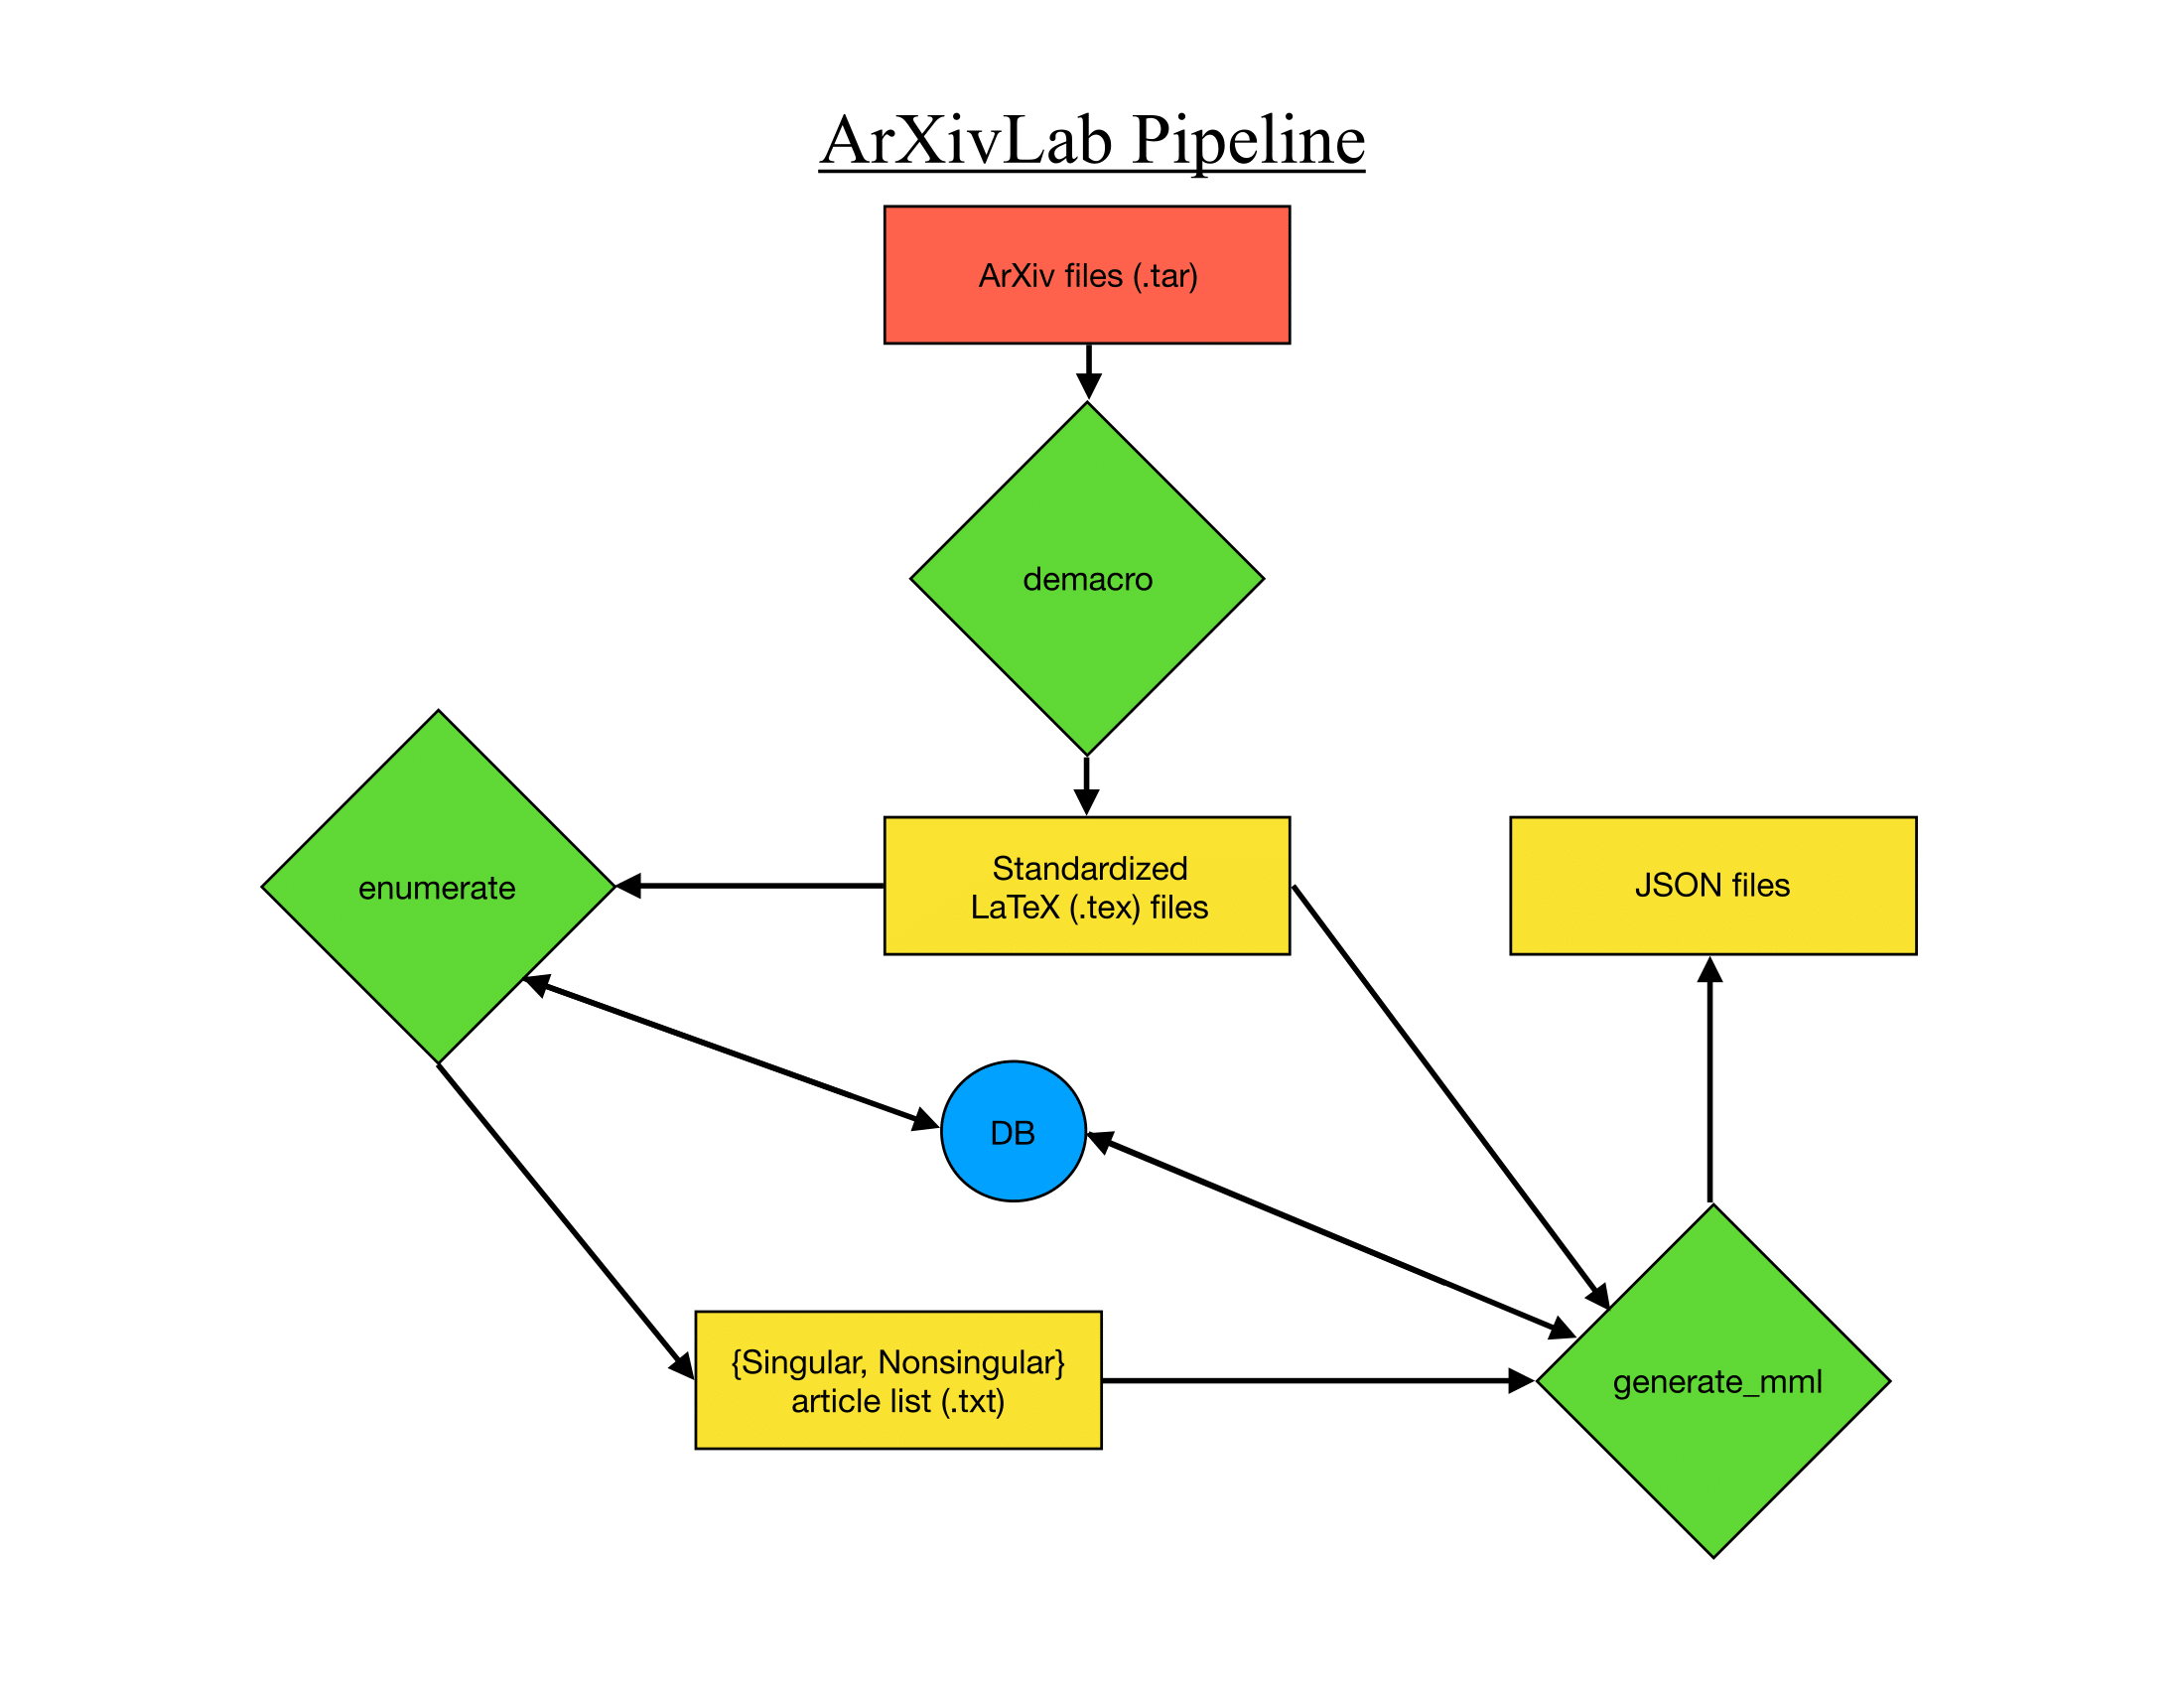 ArXivLab Pipeline
ArXiv files (.tar)
demacro
enumerate
Standardized
LaTeX (.tex) files
JSON files
DB
{Singular, Nonsingular}
article list (.txt)
generate_mml